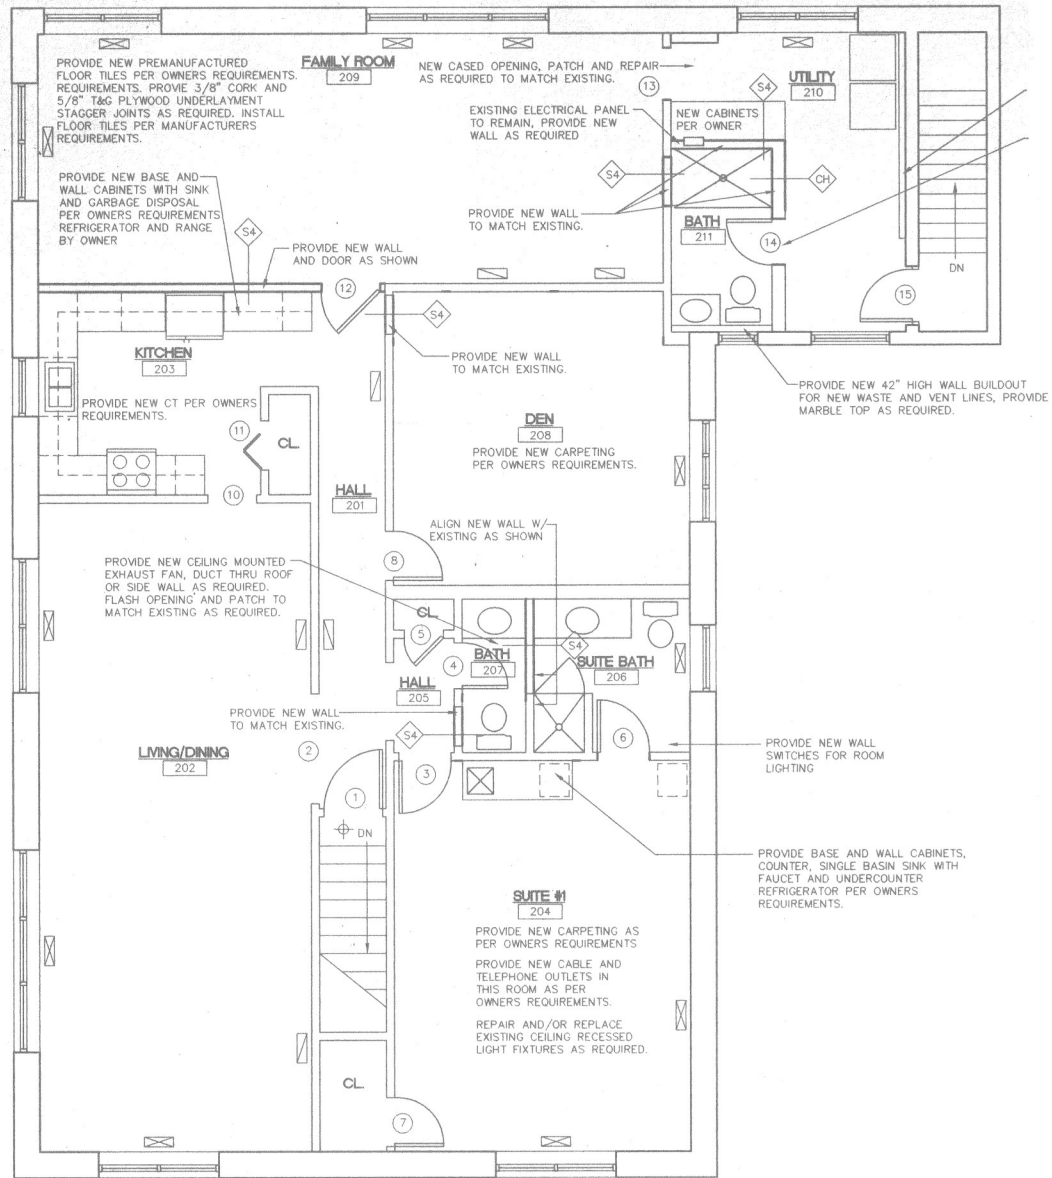 PROVIDE NEW PREMANUFACTURED
FLOOR TILES PER OWNERS REQUIREMENTS.
REQUIREMENTS. PROVIE 3/8" CORK AND
5/8" T&G PLYWOOD UNDERLAYMENT
STAGGER JOINTS AS REQUIRED. INSTALL
FLOOR TILES PER MANUFACTURERS
REQUIREMENTS.
FAMILY ROOM
209
NEW CASED OPENING, PATCH AND REPAIR
AS REQUIRED TO MATCH EXISTING.
13
UTILITY
210
S4
EXISTING ELECTRICAL PANEL
TO REMAIN, PROVIDE NEW
WALL AS REQUIRED
NEW CABINETS
PER OWNER
S4
CH
PROVIDE NEW WALL
TO MATCH EXISTING.
BATH
211
14
DN
15
PROVIDE NEW BASE AND
WALL CABINETS WITH SINK
AND GARBAGE DISPOSAL
PER OWNERS REQUIREMENTS
REFRIGERATOR AND RANGE
BY OWNER
S4
PROVIDE NEW WALL
AND DOOR AS SHOWN
12
S4
KITCHEN
203
PROVIDE NEW WALL
TO MATCH EXISTING.
PROVIDE NEW 42" HIGH WALL BUILDOUT
FOR NEW WASTE AND VENT LINES, PROVIDE
MARBLE TOP AS REQUIRED.
PROVIDE NEW CT PER OWNERS
REQUIREMENTS.
11
CL.
10
DEN
208
PROVIDE NEW CARPETING
PER OWNERS REQUIREMENTS.
HALL
201
ALIGN NEW WALL W/
EXISTING AS SHOWN
8
PROVIDE NEW CEILING MOUNTED
EXHAUST FAN, DUCT THRU ROOF
OR SIDE WALL AS REQUIRED.
FLASH OPENING AND PATCH TO
MATCH EXISTING AS REQUIRED.
CL.
5
4
BATH
207
S4
SUITE BATH
206
HALL
205
PROVIDE NEW WALL
TO MATCH EXISTING.
S4
6
PROVIDE NEW WALL
SWITCHES FOR ROOM
LIGHTING
LIVING/DINING
202
2
3
1
DN
PROVIDE BASE AND WALL CABINETS,
COUNTER, SINGLE BASIN SINK WITH
FAUCET AND UNDERCOUNTER
REFRIGERATOR PER OWNERS
REQUIREMENTS.
SUITE #1
204
PROVIDE NEW CARPETING AS
PER OWNERS REQUIREMENTS
PROVIDE NEW CABLE AND
TELEPHONE OUTLETS IN
THIS ROOM AS PER
OWNERS REQUIREMENTS.
REPAIR AND/OR REPLACE
EXISTING CEILING RECESSED
LIGHT FIXTURES AS REQUIRED.
CL.
7